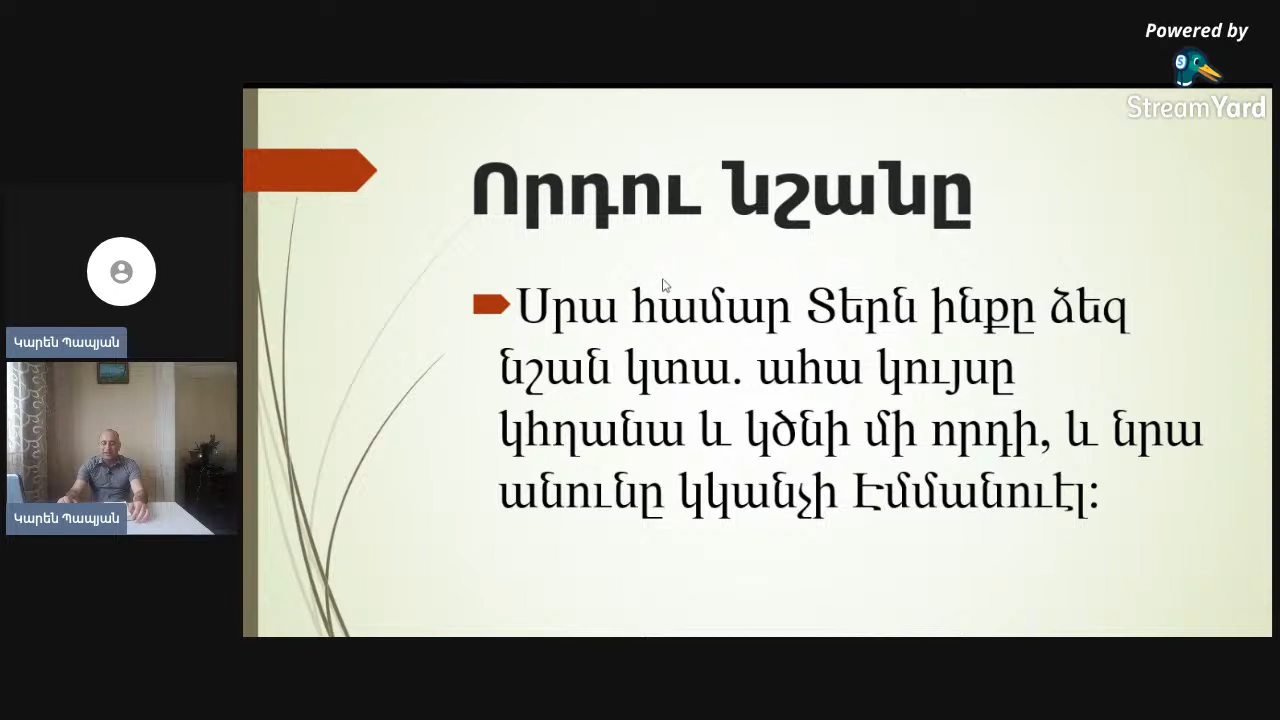 Powered by
StreamYard
Որդու նշանը
Սրա համար Տերն ինքը ձեզ
նշան կտա. ահա կույսը
կհղանա և կծնի մի որդի, և նրա
անունը կկանչի Էմմանուէլ:
Կարեն Պապյան
Կարեն Պապյան